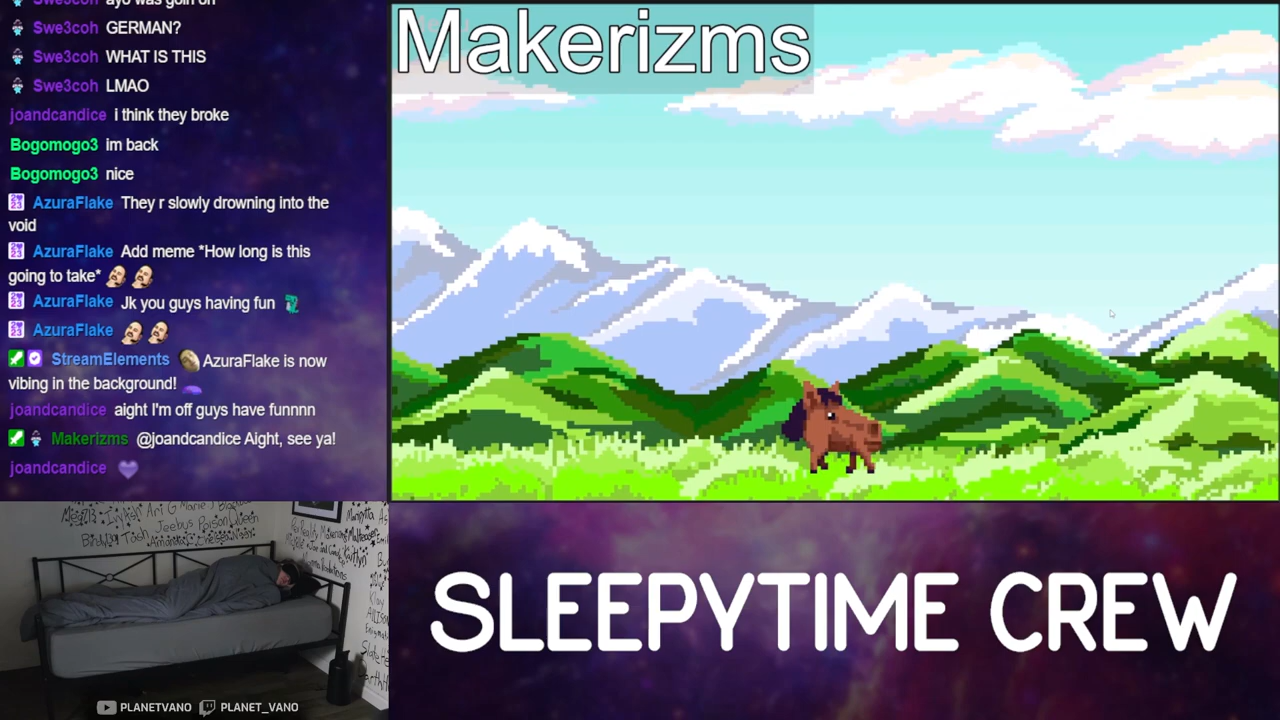 Swe3coh GERMAN?
Swe3coh WHAT IS THIS
Swe3coh LMAO
joandcandice i think they broke
Bogomogo3 im back
Bogomogo3 nice
AzuraFlake They r slowly drowning into the
void
AzuraFlake Add meme *How long is this
going to take*
AzuraFlake Jk you guys having fun
AzuraFlake
StreamElements AzuraFlake is now
vibing in the background!
joandcandice aight I'm off guys have funnnn
Makerizms @joandcandice Aight, see ya!
joandcandice
Makerizms
SLEEPYTIME CREW
Jeebus
PLANETVANO PLANET_VANO